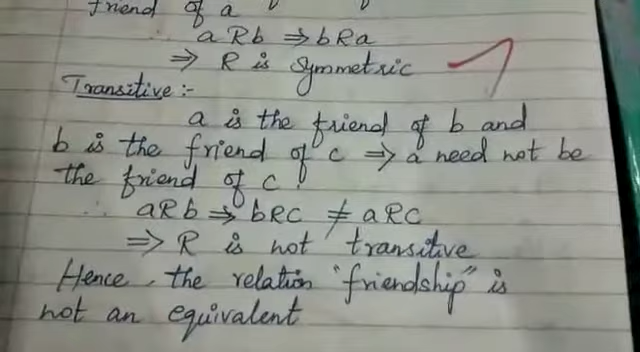 friend of a
aRb ⇒ bRa
⇒ R is Symmetric
Transitive :-
a is the friend of b and
b is the friend of c ⇒ a need not be
the friend of c.
∴ aRb ⇒ bRC ≠ aRC
⇒ R is not transitive
Hence, the relation "friendship" is
not an equivalent